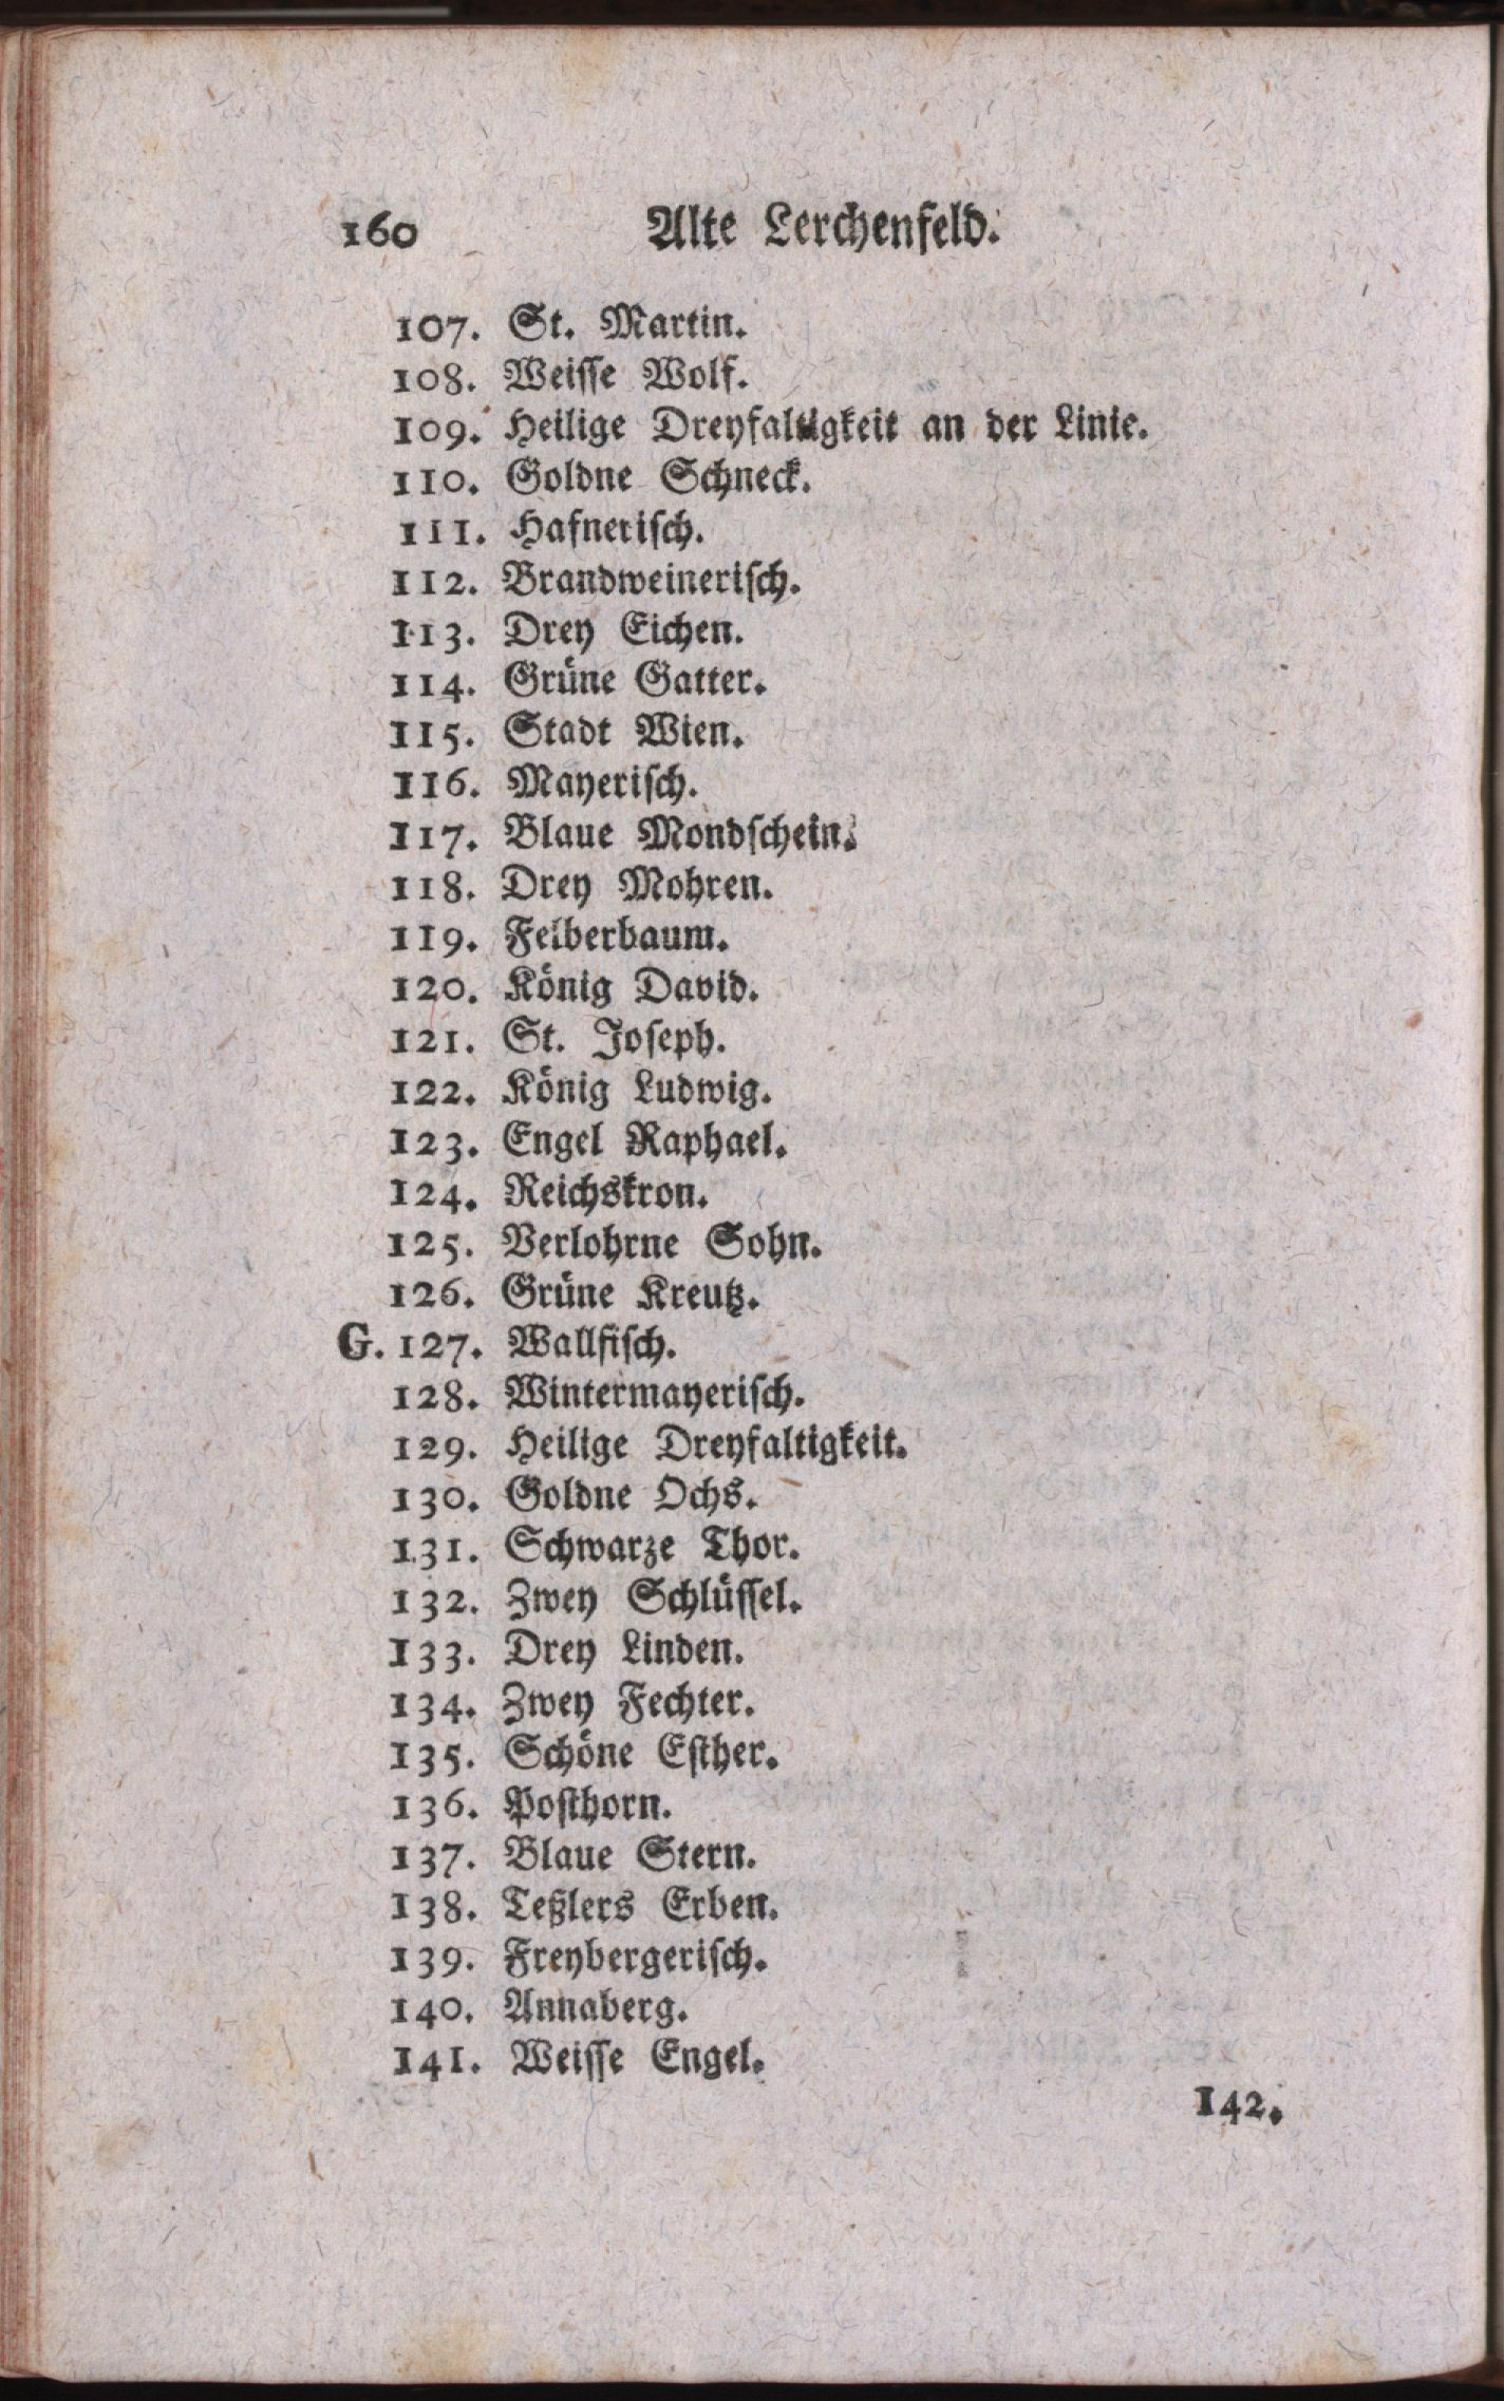 160 Alte Lerchenfeld.
107. St. Martin.
108. Weiſſe Wolf.
109. Heilige Dreyfaltigkeit an der Linie.
110. Goldne Schneck.
111. Hafneriſch.
112. Brandweineriſch.
113. Drey Eichen.
114. Grüne Gatter.
115. Stadt Wien.
116. Mayeriſch.
117. Blaue Mondſchein.
118. Drey Mohren.
119. Felberbaum.
120. König David.
121. St. Joſeph.
122. König Ludwig.
123. Engel Raphael.
124. Reichskron.
125. Verlohrne Sohn.
126. Grüne Kreutz.
G. 127. Wallfiſch.
128. Wintermayeriſch.
129. Heilige Dreyfaltigkeit.
130. Goldne Ochs.
131. Schwarze Thor.
132. Zwey Schlüſſel.
133. Drey Linden.
134. Zwey Fechter.
135. Schöne Eſther.
136. Poſthorn.
137. Blaue Stern.
138. Teßlers Erben.
139. Freybergeriſch.
140. Annaberg.
141. Weiſſe Engel.
142.